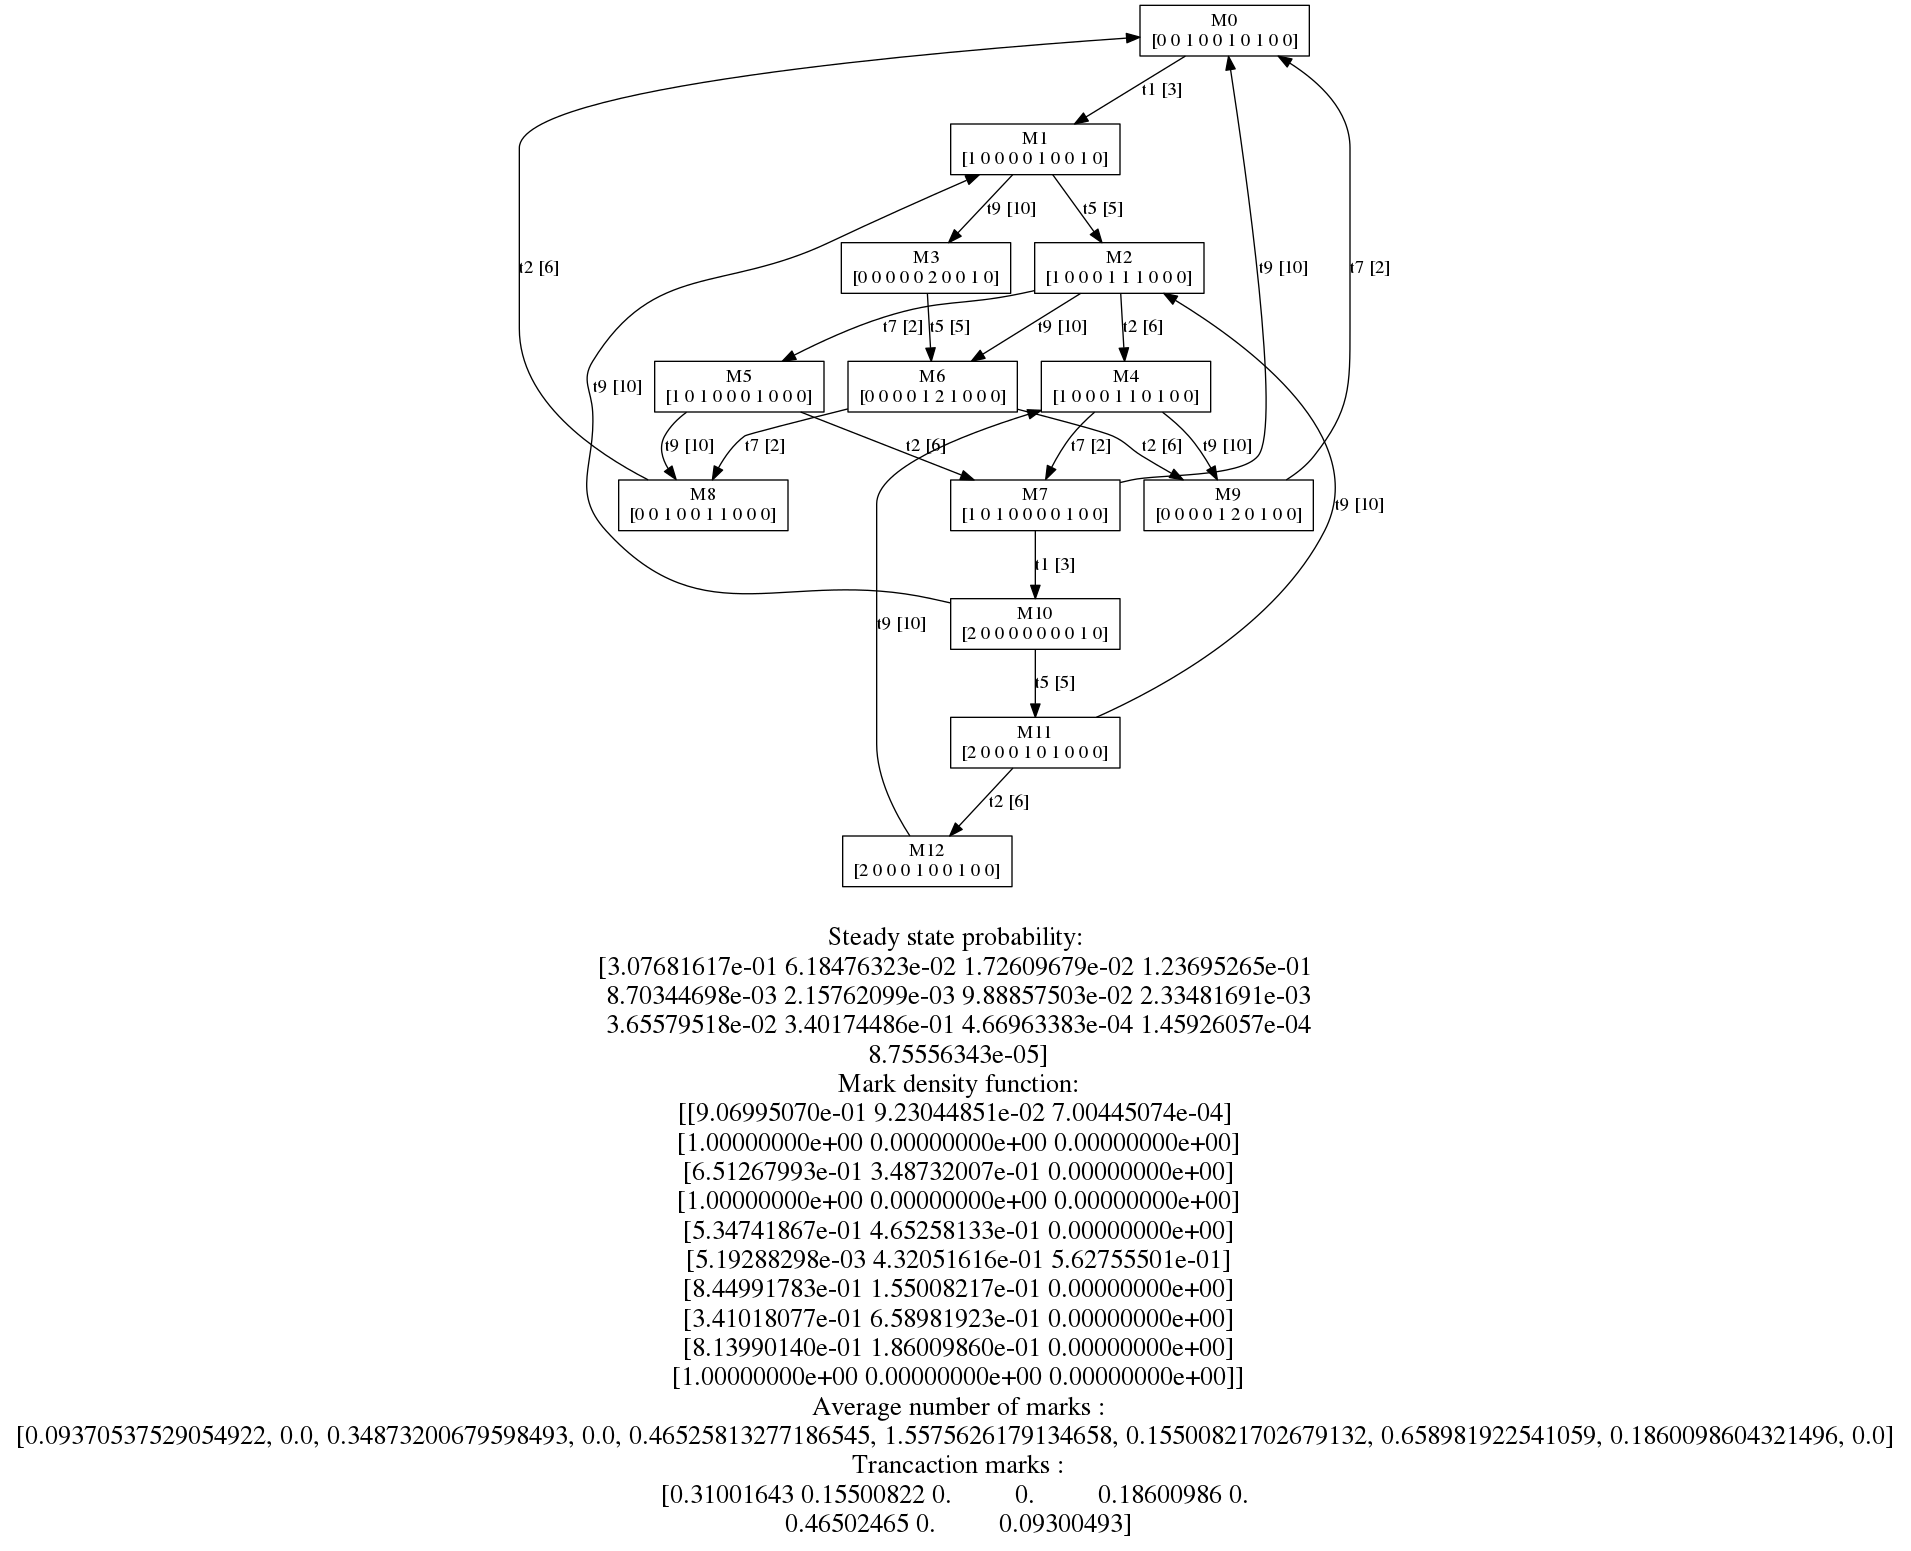 M0
[0 0 1 0 0 1 0 1 0 0]
t1 [3]
M1
[1 0 0 0 0 1 0 0 1 0]
t9 [10]
t5 [5]
M3
[0 0 0 0 0 2 0 0 1 0]
M2
[1 0 0 0 1 1 1 0 0 0]
t2 [6]
t9 [10]
t7 [2]
t7 [2]
t5 [5]
t9 [10]
t2 [6]
M5
[1 0 1 0 0 0 1 0 0 0]
M6
[0 0 0 0 1 2 1 0 0 0]
M4
[1 0 0 0 1 1 0 1 0 0]
t9 [10]
t9 [10]
t7 [2]
t2 [6]
t7 [2]
t2 [6]
t9 [10]
M8
[0 0 1 0 0 1 1 0 0 0]
M7
[1 0 1 0 0 0 0 1 0 0]
M9
[0 0 0 0 1 2 0 1 0 0]
t9 [10]
t1 [3]
M10
[2 0 0 0 0 0 0 0 1 0]
t9 [10]
t5 [5]
M11
[2 0 0 0 1 0 1 0 0 0]
t2 [6]
M12
[2 0 0 0 1 0 0 1 0 0]
Steady state probability:
[3.07681617e-01 6.18476323e-02 1.72609679e-02 1.23695265e-01
8.70344698e-03 2.15762099e-03 9.88857503e-02 2.33481691e-03
3.65579518e-02 3.40174486e-01 4.66963383e-04 1.45926057e-04
8.75556343e-05]
Mark density function:
[[9.06995070e-01 9.23044851e-02 7.00445074e-04]
[1.00000000e+00 0.00000000e+00 0.00000000e+00]
[6.51267993e-01 3.48732007e-01 0.00000000e+00]
[1.00000000e+00 0.00000000e+00 0.00000000e+00]
[5.34741867e-01 4.65258133e-01 0.00000000e+00]
[5.19288298e-03 4.32051616e-01 5.62755501e-01]
[8.44991783e-01 1.55008217e-01 0.00000000e+00]
[3.41018077e-01 6.58981923e-01 0.00000000e+00]
[8.13990140e-01 1.86009860e-01 0.00000000e+00]
[1.00000000e+00 0.00000000e+00 0.00000000e+00]]
Average number of marks :
[0.09370537529054922, 0.0, 0.34873200679598493, 0.0, 0.46525813277186545, 1.5575626179134658, 0.15500821702679132, 0.658981922541059, 0.1860098604321496, 0.0]
Trancaction marks :
[0.31001643 0.15500822 0. 0. 0.18600986 0.
0.46502465 0. 0.09300493]